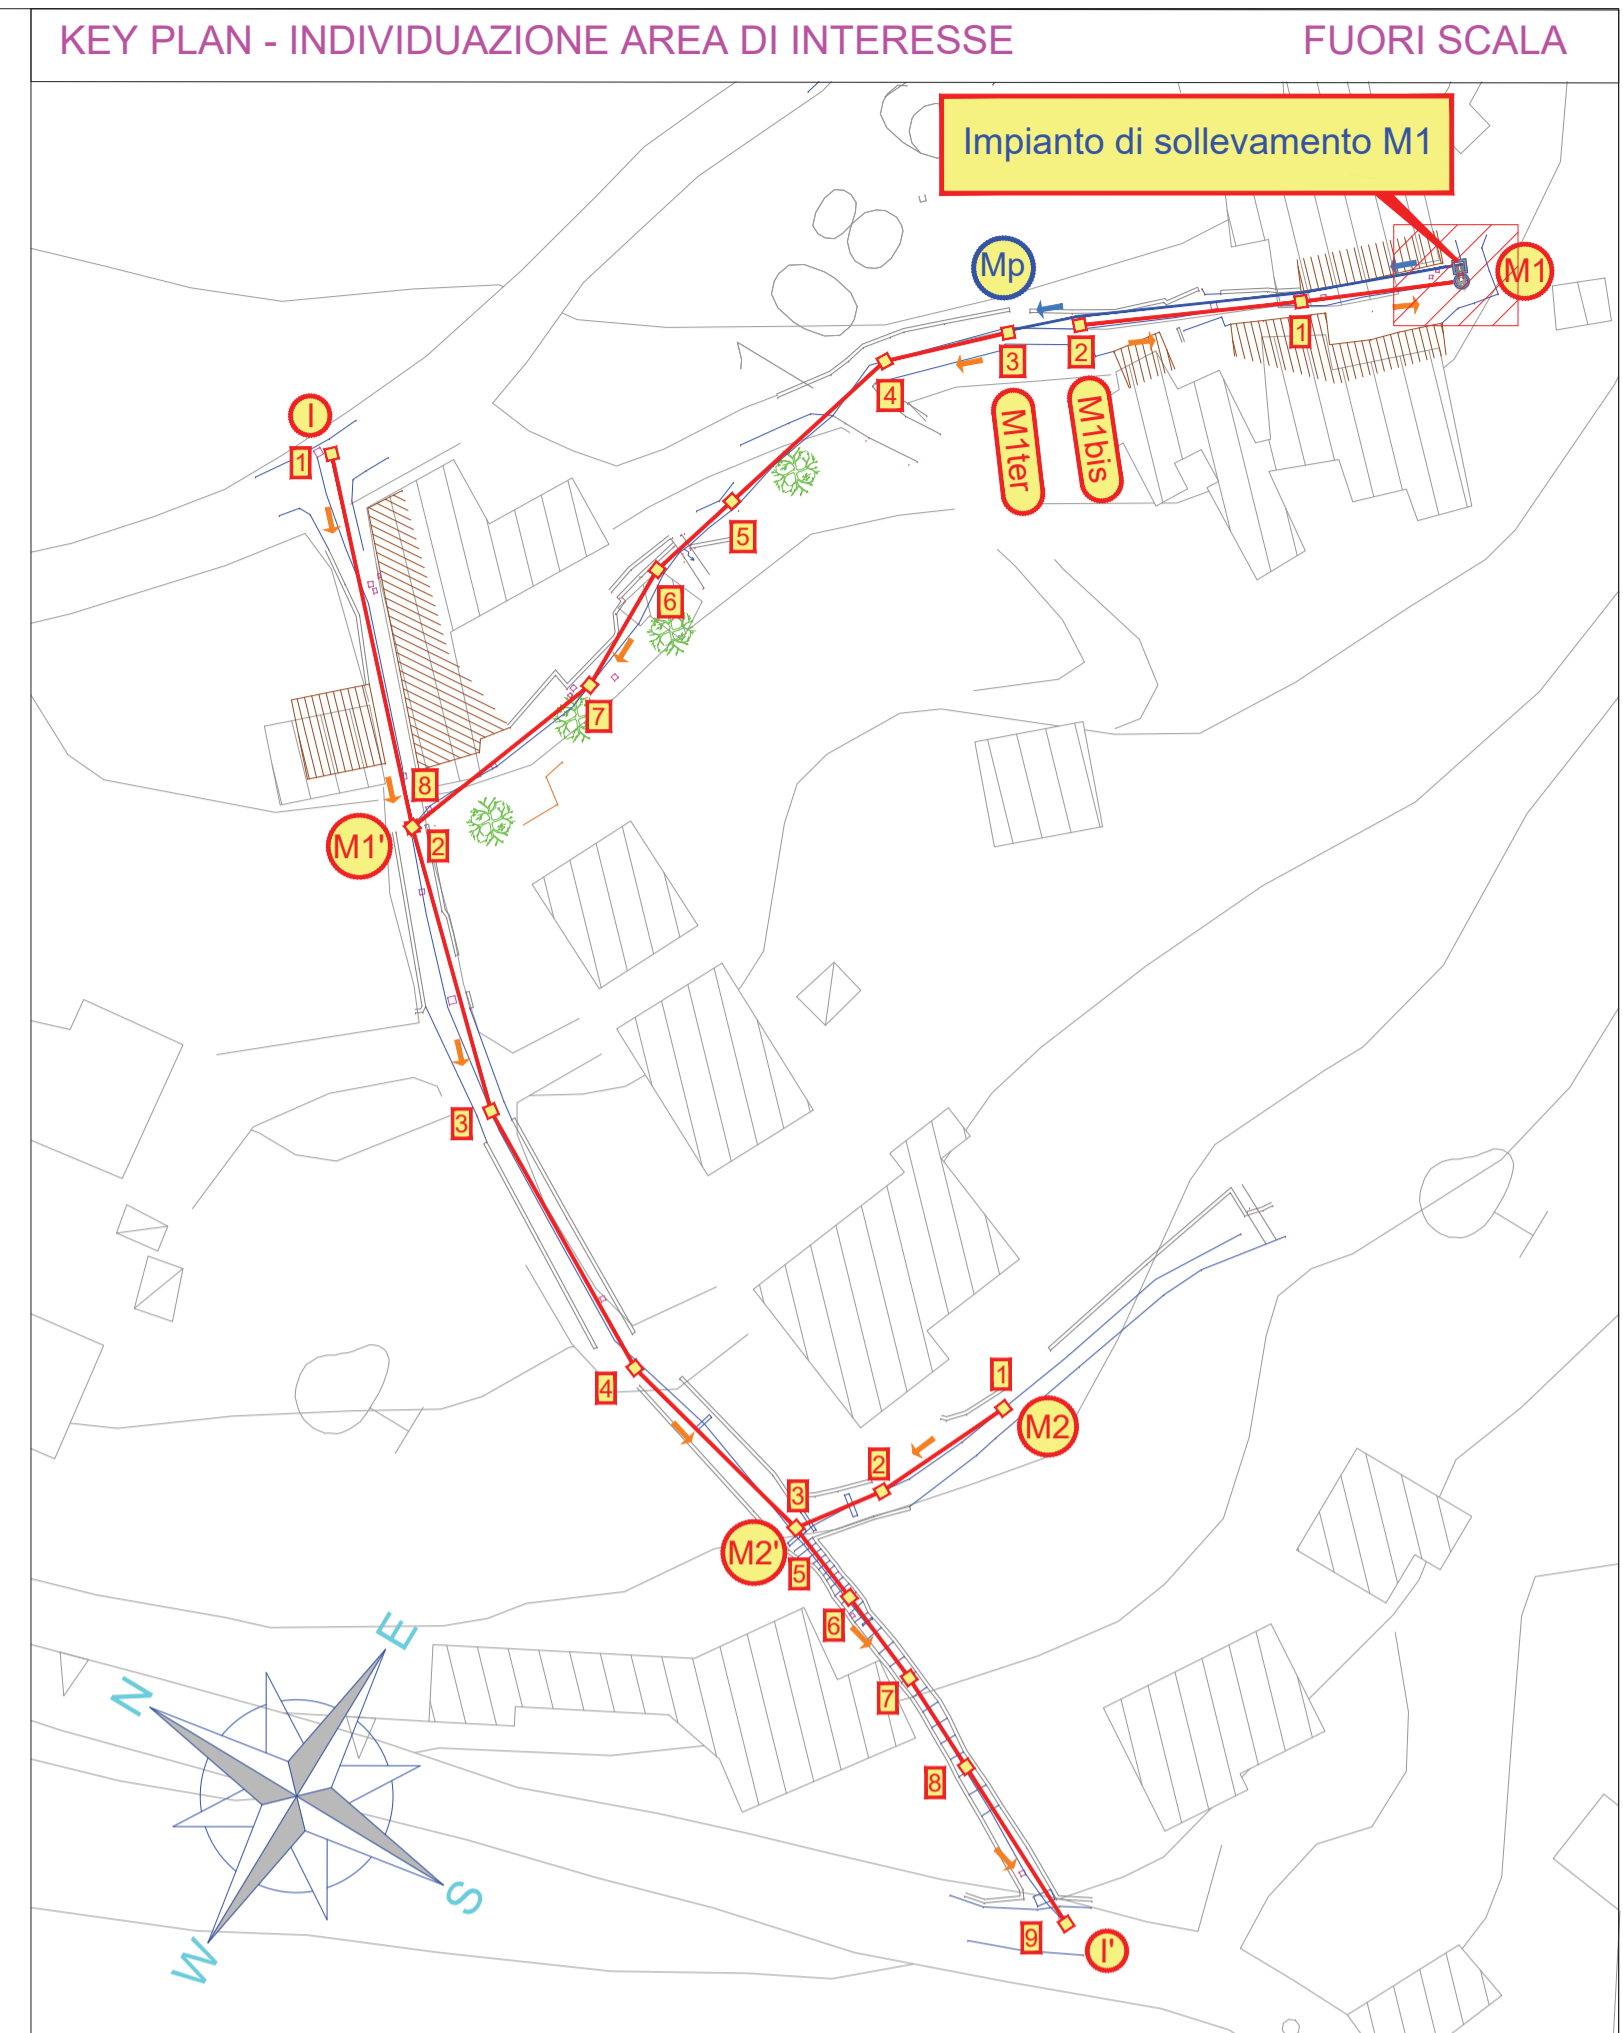 KEY PLAN - INDIVIDUAZIONE AREA DI INTERESSE FUORI SCALA
Impianto di sollevamento M1
Mp
M1
1
2
3
4
M1ter
M1bis
I
1
5
6
7
8
M1'
2
3
4
1
M2
2
3
M2'
5
6
7
8
9
I'
N
E
S
W